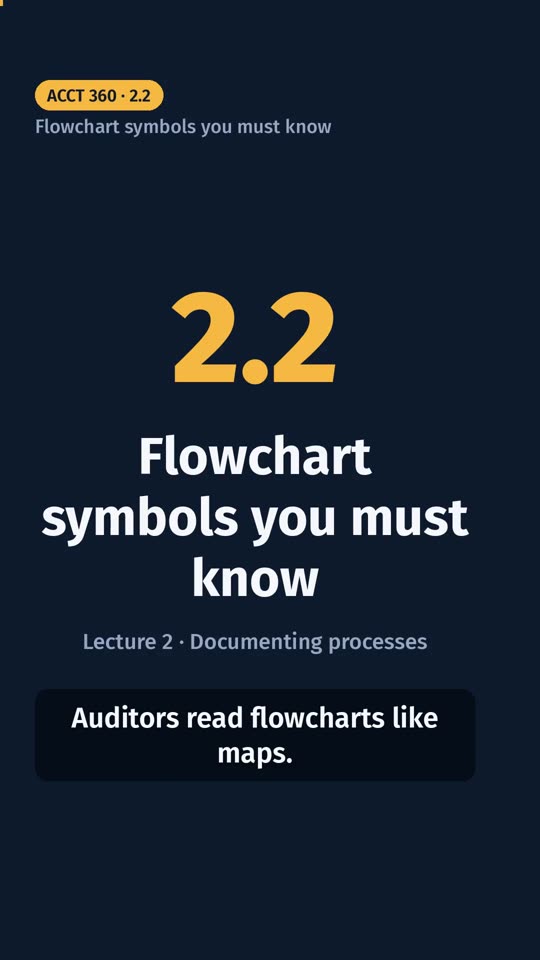 ACCT 360 · 2.2
Flowchart symbols you must know
2.2
Flowchart
symbols you must
know
Lecture 2 · Documenting processes
Auditors read flowcharts like
maps.